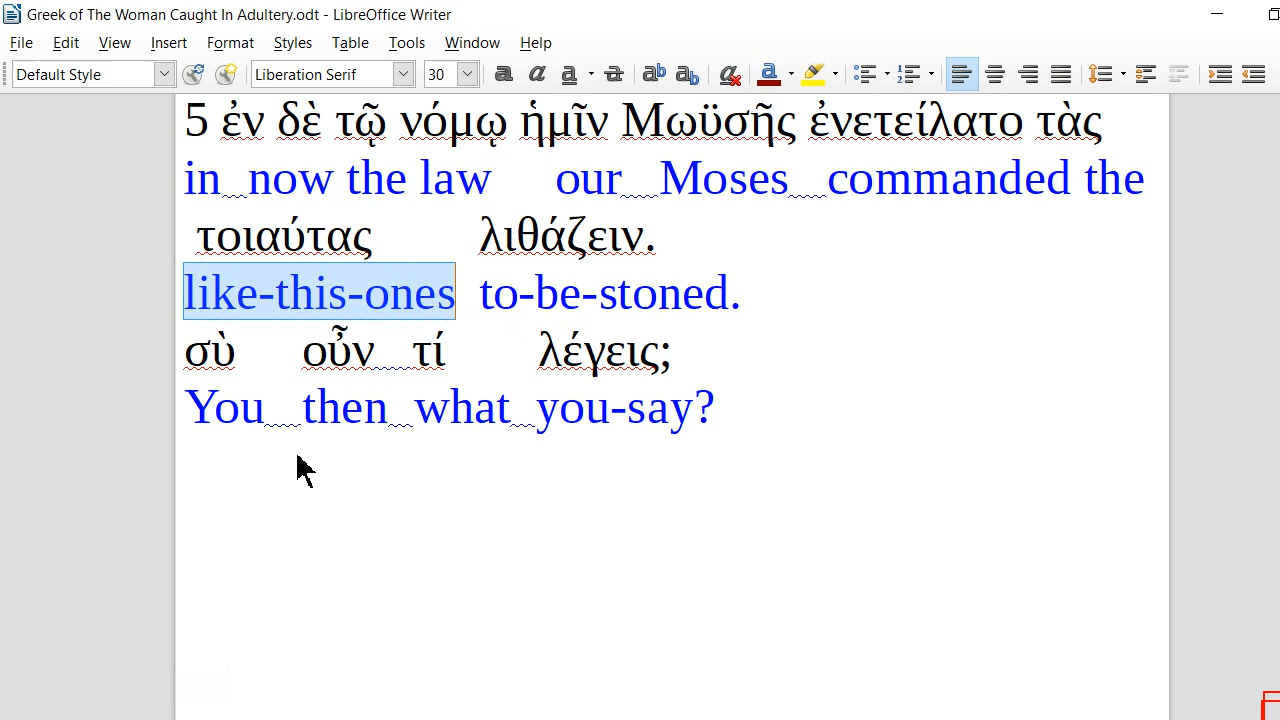 Greek of The Woman Caught In Adultery.odt - LibreOffice Writer
File Edit View Insert Format Styles Table Tools Window Help
Default Style Liberation Serif 30
5 ἐν δὲ τῷ νόμῳ ἡμῖν Μωϋσῆς ἐνετείλατο τὰς
in now the law our Moses commanded the
τοιαύτας λιθάζειν.
like-this-ones to-be-stoned.
σὺ οὖν τί λέγεις;
You then what you-say?